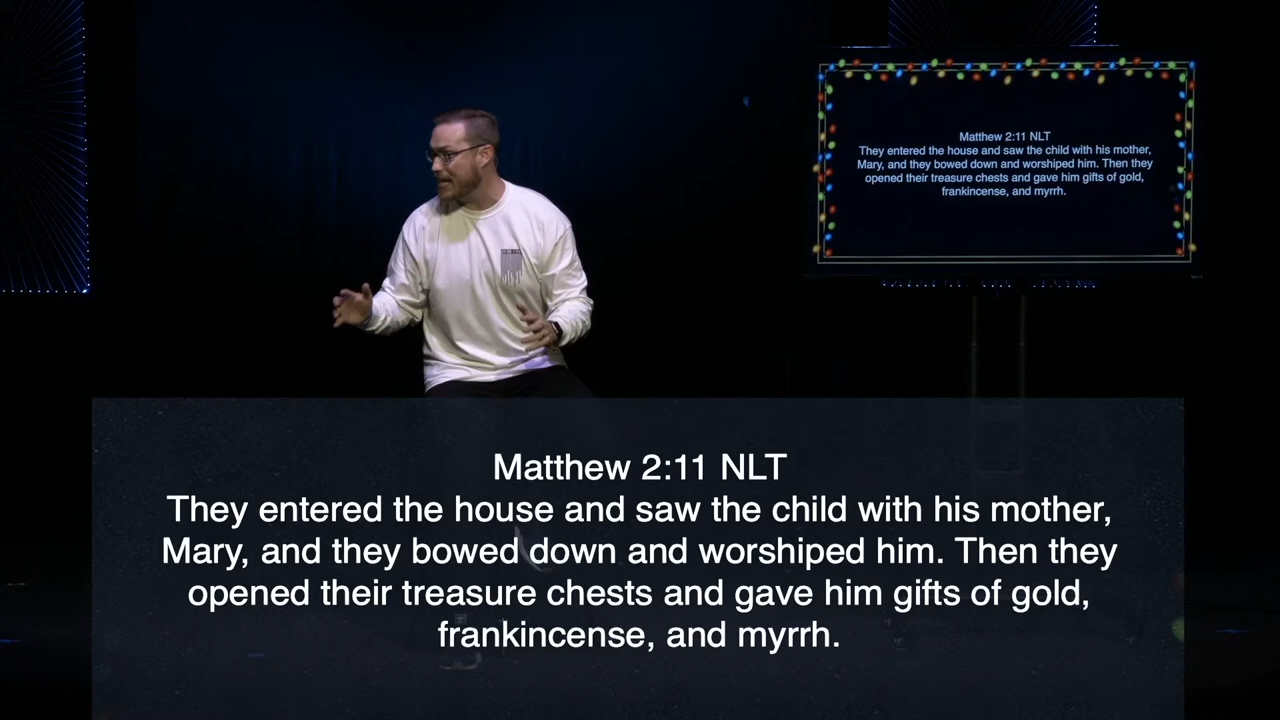 Matthew 2:11 NLT
They entered the house and saw the child with his mother,
Mary, and they bowed down and worshiped him. Then they
opened their treasure chests and gave him gifts of gold,
frankincense, and myrrh.
Matthew 2:11 NLT
They entered the house and saw the child with his mother,
Mary, and they bowed down and worshiped him. Then they
opened their treasure chests and gave him gifts of gold,
frankincense, and myrrh.